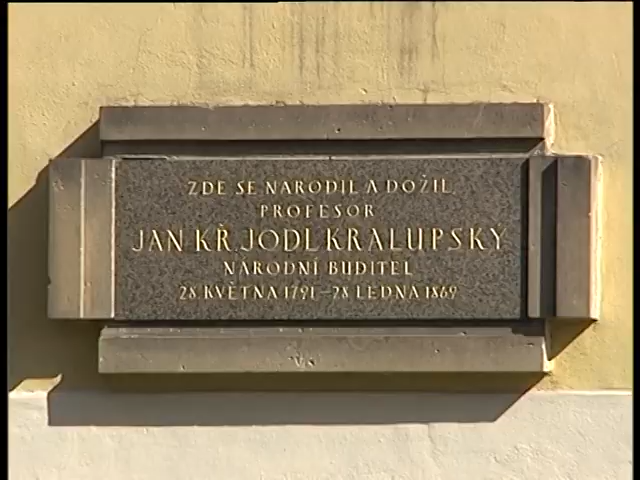 ZDE SE NARODIL A DOŽIL
PROFESOR
JAN KŘ. JODL KRALUPSKÝ
NÁRODNÍ BUDITEL
28 KVĚTNA 1791–28 LEDNA 1869